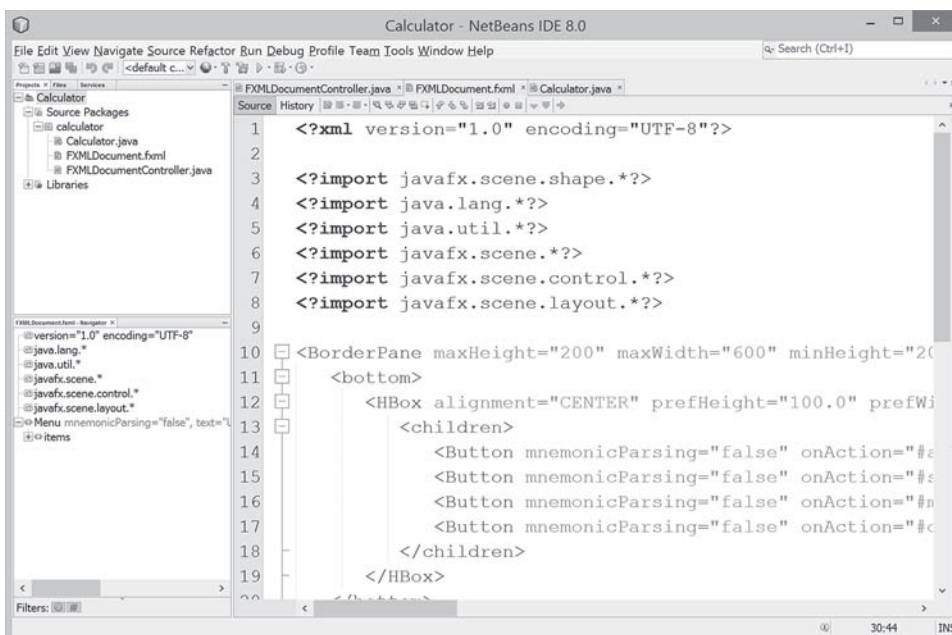 Calculator - NetBeans IDE 8.0
File Edit View Navigate Source Refactor Run Debug Profile Team Tools Window Help
Search (Ctrl+I)
<default c...
Projects × Files Services
Calculator
Source Packages
calculator
Calculator.java
FXMLDocument.fxml
FXMLDocumentController.java
Libraries
FXMLDocument.fxml - Navigator ×
version="1.0" encoding="UTF-8"
java.lang.*
java.util.*
javafx.scene.*
javafx.scene.control.*
javafx.scene.layout.*
Menu mnemonicParsing="false", text="U
items
Filters:
FXMLDocumentController.java × FXMLDocument.fxml × Calculator.java ×
Source History
1 <?xml version="1.0" encoding="UTF-8"?>
2
3 <?import javafx.scene.shape.*?>
4 <?import java.lang.*?>
5 <?import java.util.*?>
6 <?import javafx.scene.*?>
7 <?import javafx.scene.control.*?>
8 <?import javafx.scene.layout.*?>
9
10 <BorderPane maxHeight="200" maxWidth="600" minHeight="20
11 <bottom>
12 <HBox alignment="CENTER" prefHeight="100.0" prefWi
13 <children>
14 <Button mnemonicParsing="false" onAction="#a
15 <Button mnemonicParsing="false" onAction="#s
16 <Button mnemonicParsing="false" onAction="#m
17 <Button mnemonicParsing="false" onAction="#
18 </children>
19 </HBox>
30:44 INS